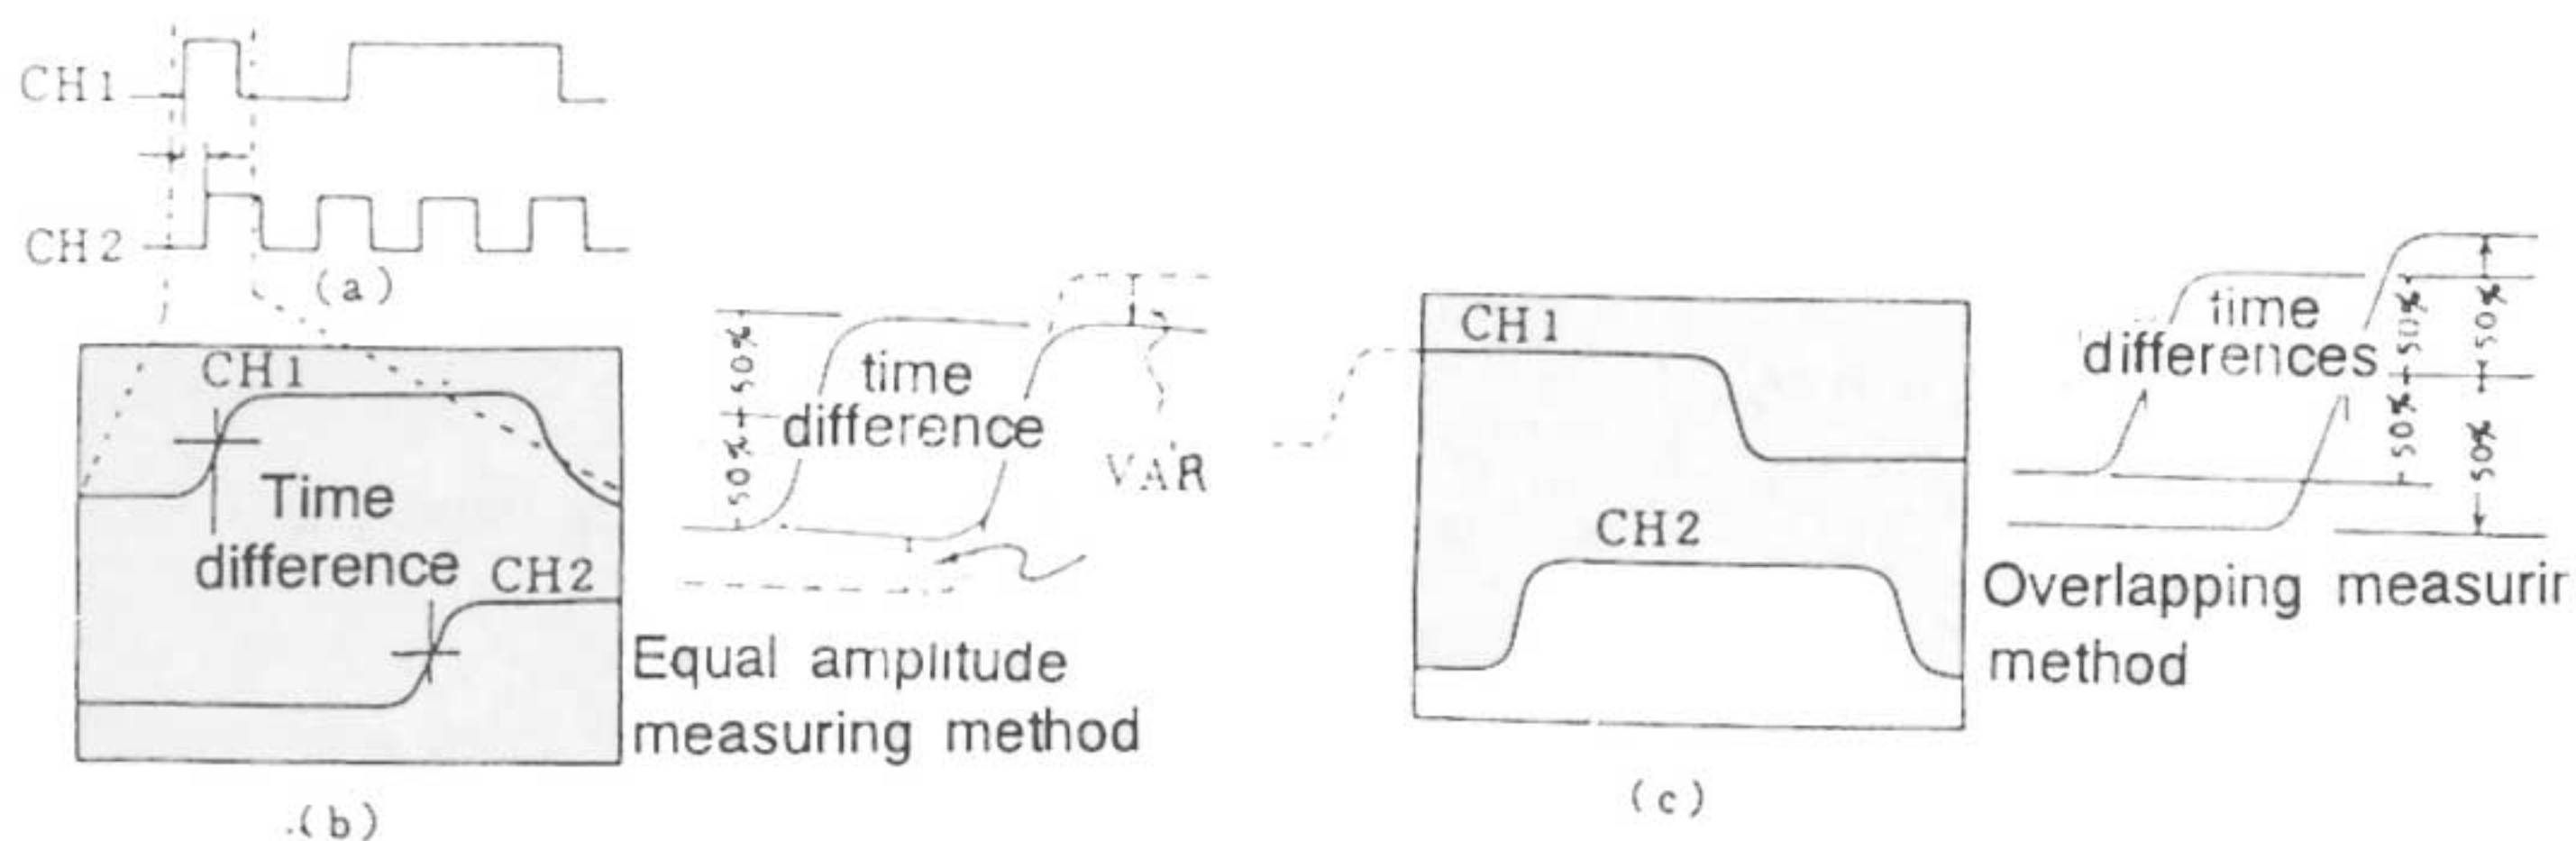 CH1
CH2
(a)
CH1
Time
difference
CH2
(b)
50%
50%
time
difference
VAR
Equal amplitude
measuring method
CH1
CH2
(c)
time
differences
50%
50%
50%
50%
Overlapping measurir
method